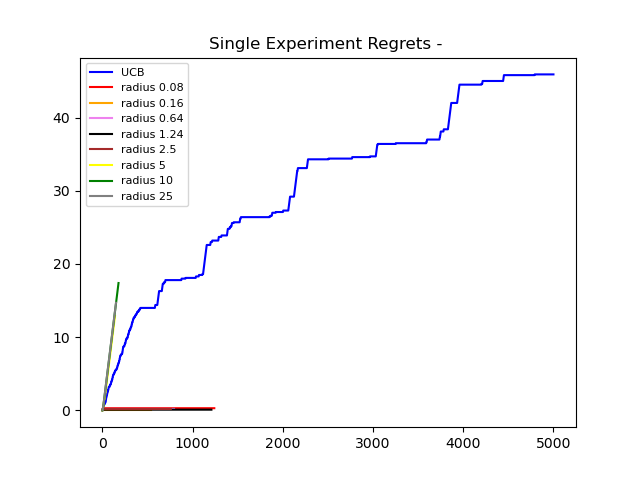 Single Experiment Regrets -
UCB
radius 0.08
radius 0.16
radius 0.64
radius 1.24
radius 2.5
radius 5
radius 10
radius 25
40
30
20
10
0
0 1000 2000 3000 4000 5000